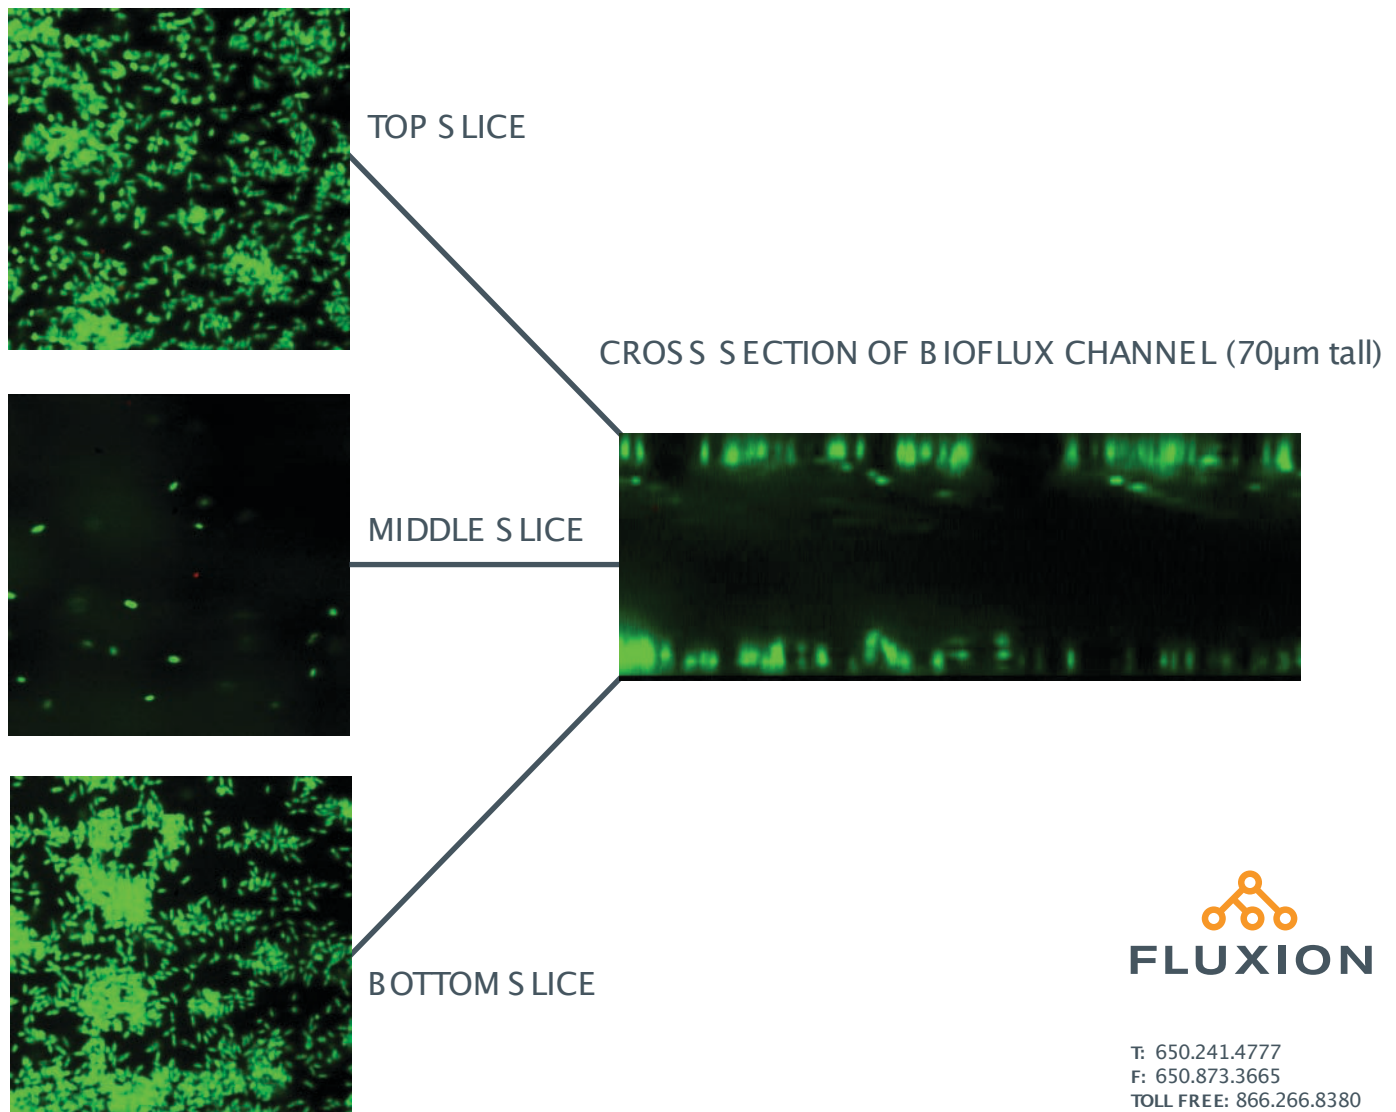 TOP SLICE
CROSS SECTION OF BIOFLUX CHANNEL (70µm tall)
MIDDLE SLICE
BOTTOM SLICE
FLUXION
T: 650.241.4777
F: 650.873.3665
TOLL FREE: 866.266.8380